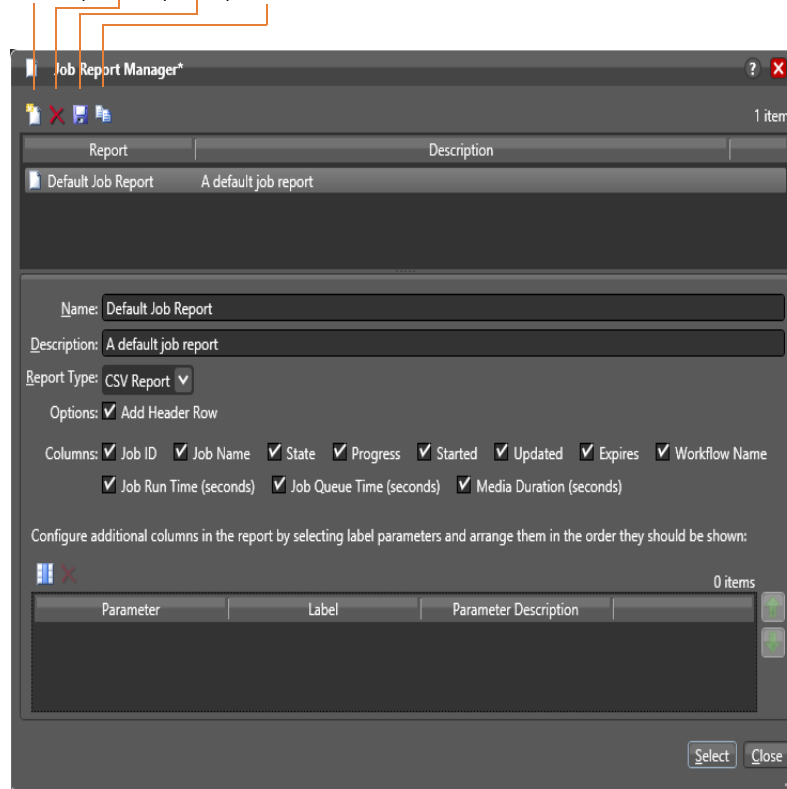 Job Report Manager* ?
1 item
Report Description
Default Job Report A default job report
Name: Default Job Report
Description: A default job report
Report Type: CSV Report
Options: Add Header Row
Columns: Job ID Job Name State Progress Started Updated Expires Workflow Name
Job Run Time (seconds) Job Queue Time (seconds) Media Duration (seconds)
Configure additional columns in the report by selecting label parameters and arrange them in the order they should be shown:
0 items
Parameter Label Parameter Description
Select Close